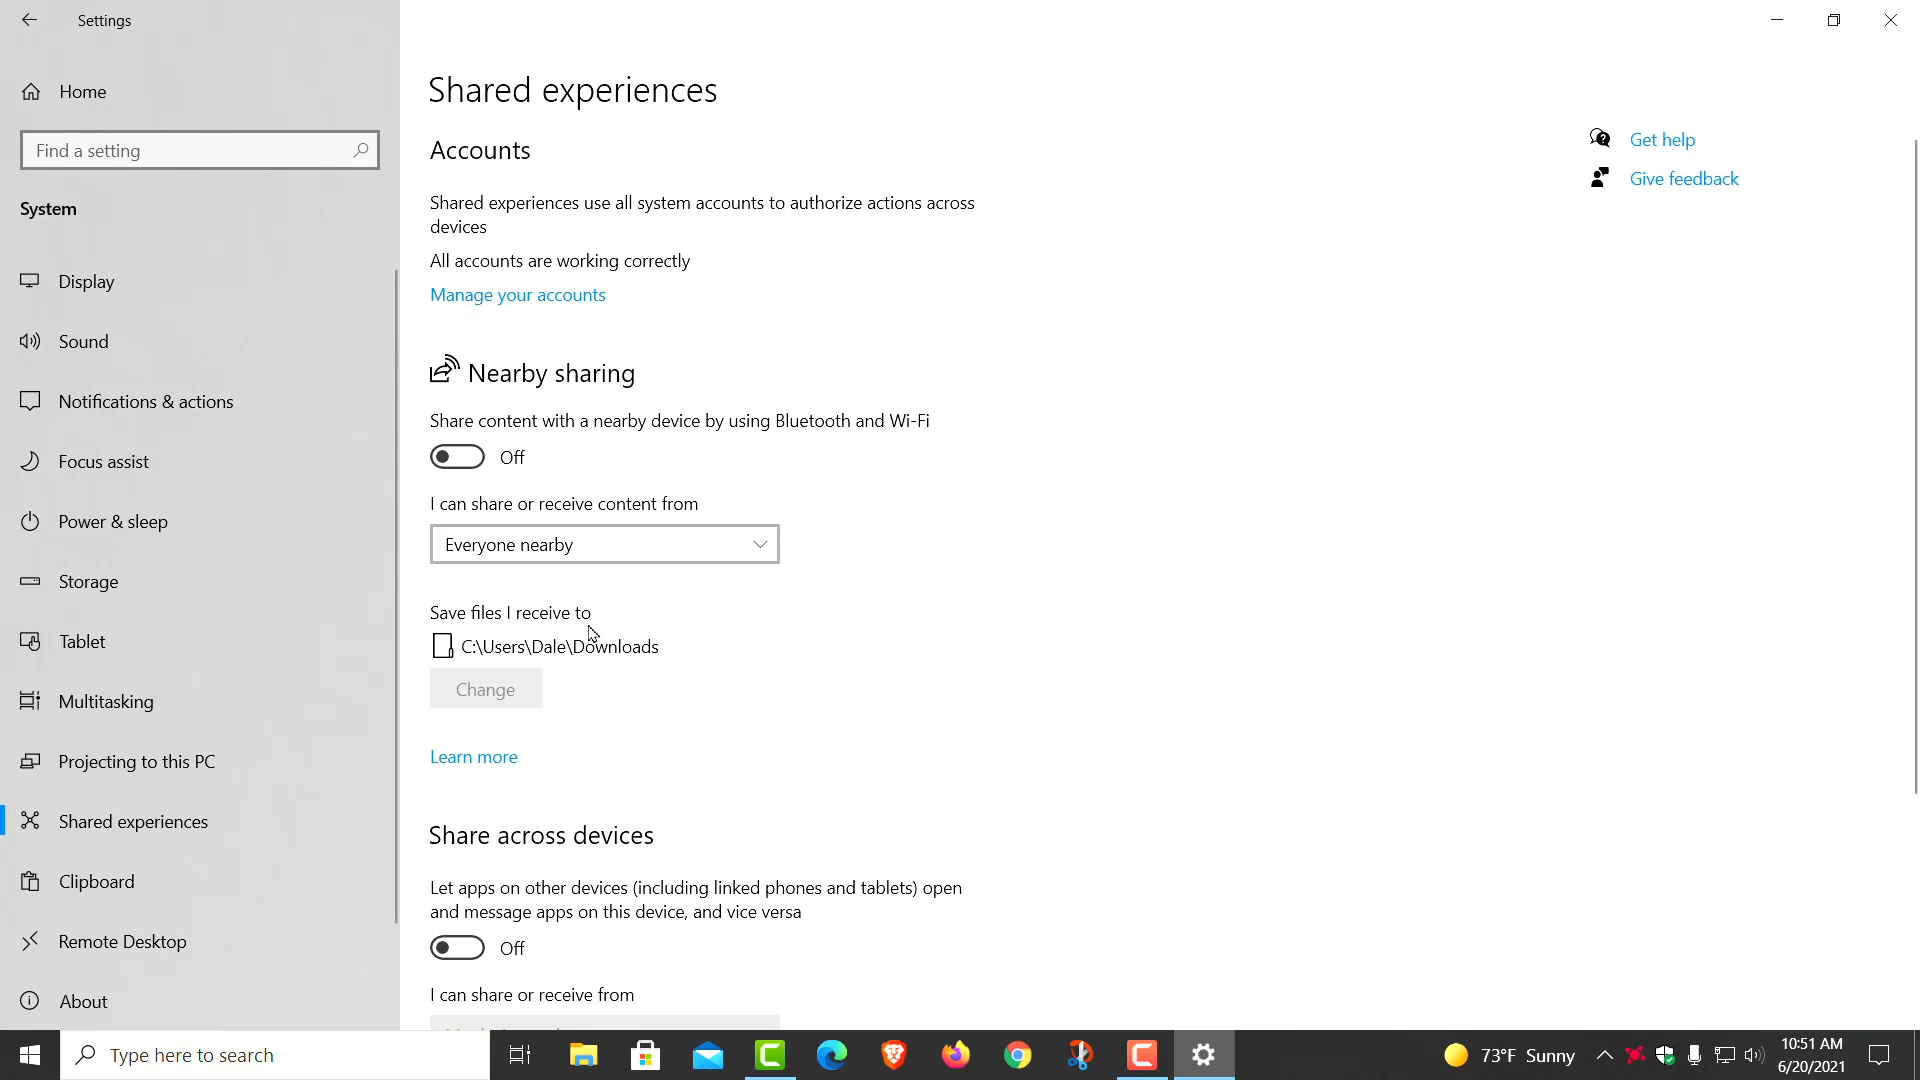 Settings
Home
Find a setting
System
Display
Sound
Notifications & actions
Focus assist
Power & sleep
Storage
Tablet
Multitasking
Projecting to this PC
Shared experiences
Clipboard
Remote Desktop
About
Shared experiences
Accounts
Shared experiences use all system accounts to authorize actions across
devices
All accounts are working correctly
Manage your accounts
Nearby sharing
Share content with a nearby device by using Bluetooth and Wi-Fi
Off
I can share or receive content from
Everyone nearby
Save files I receive to
C:\Users\Dale\Downloads
Change
Learn more
Share across devices
Let apps on other devices (including linked phones and tablets) open
and message apps on this device, and vice versa
Off
I can share or receive from
Get help
Give feedback
Type here to search
73°F Sunny
10:51 AM
6/20/2021